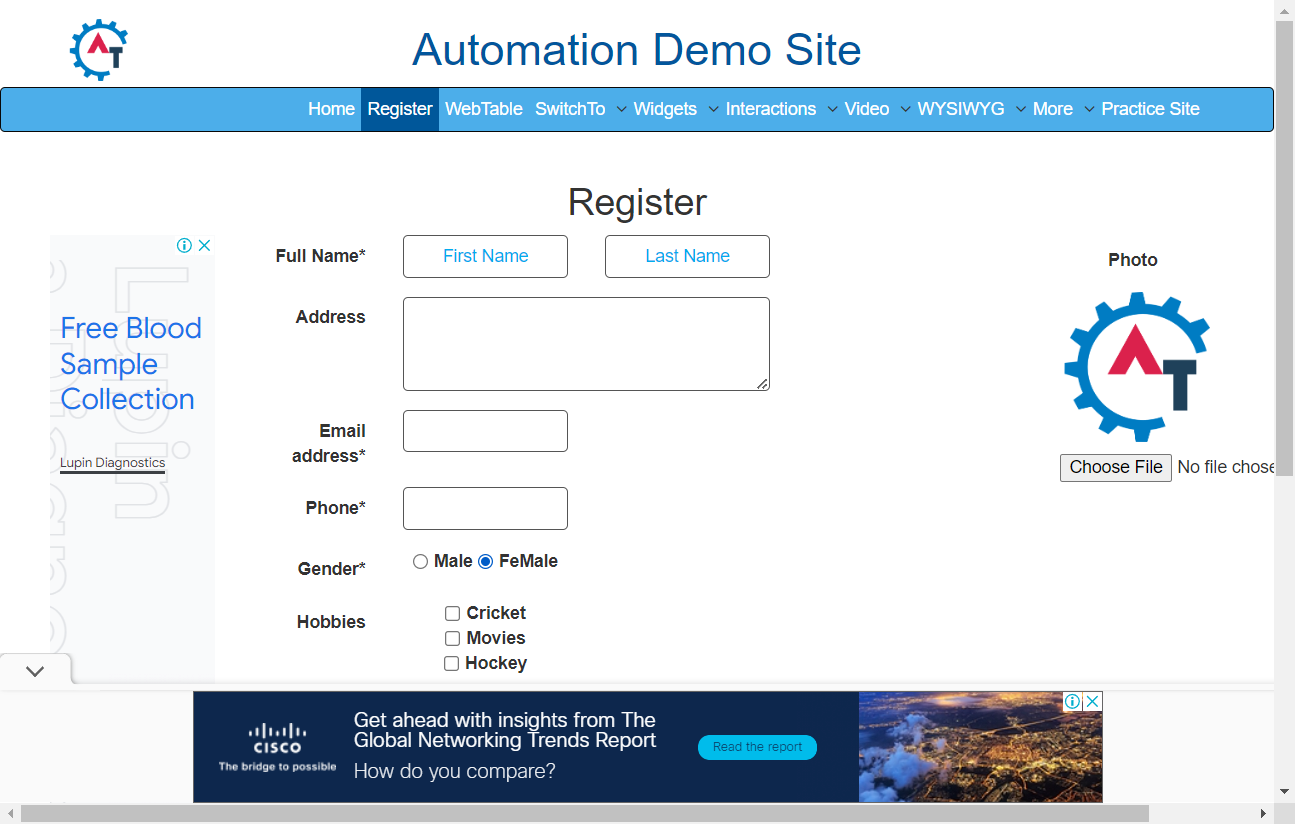 AT
Automation Demo Site
Home Register WebTable SwitchTo Widgets Interactions Video WYSIWYG More Practice Site
Register
Full Name* First Name Last Name
Photo
Address
AT
Email
address*
Choose File No file chose
Phone*
Gender* Male FeMale
Hobbies Cricket
Movies
Hockey
Free Blood
Sample
Collection
Lupin Diagnostics
Lupin
CISCO
The bridge to possible
Get ahead with insights from The
Global Networking Trends Report
How do you compare?
Read the report